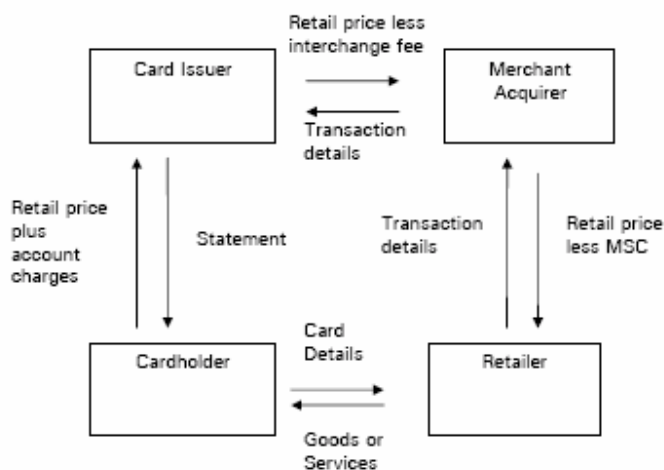 Retail price less
interchange fee
Card Issuer
Merchant
Acquirer
Transaction
details
Retail price
plus
account
charges
Statement
Transaction
details
Retail price
less MSC
Card
Details
Cardholder
Retailer
Goods or
Services